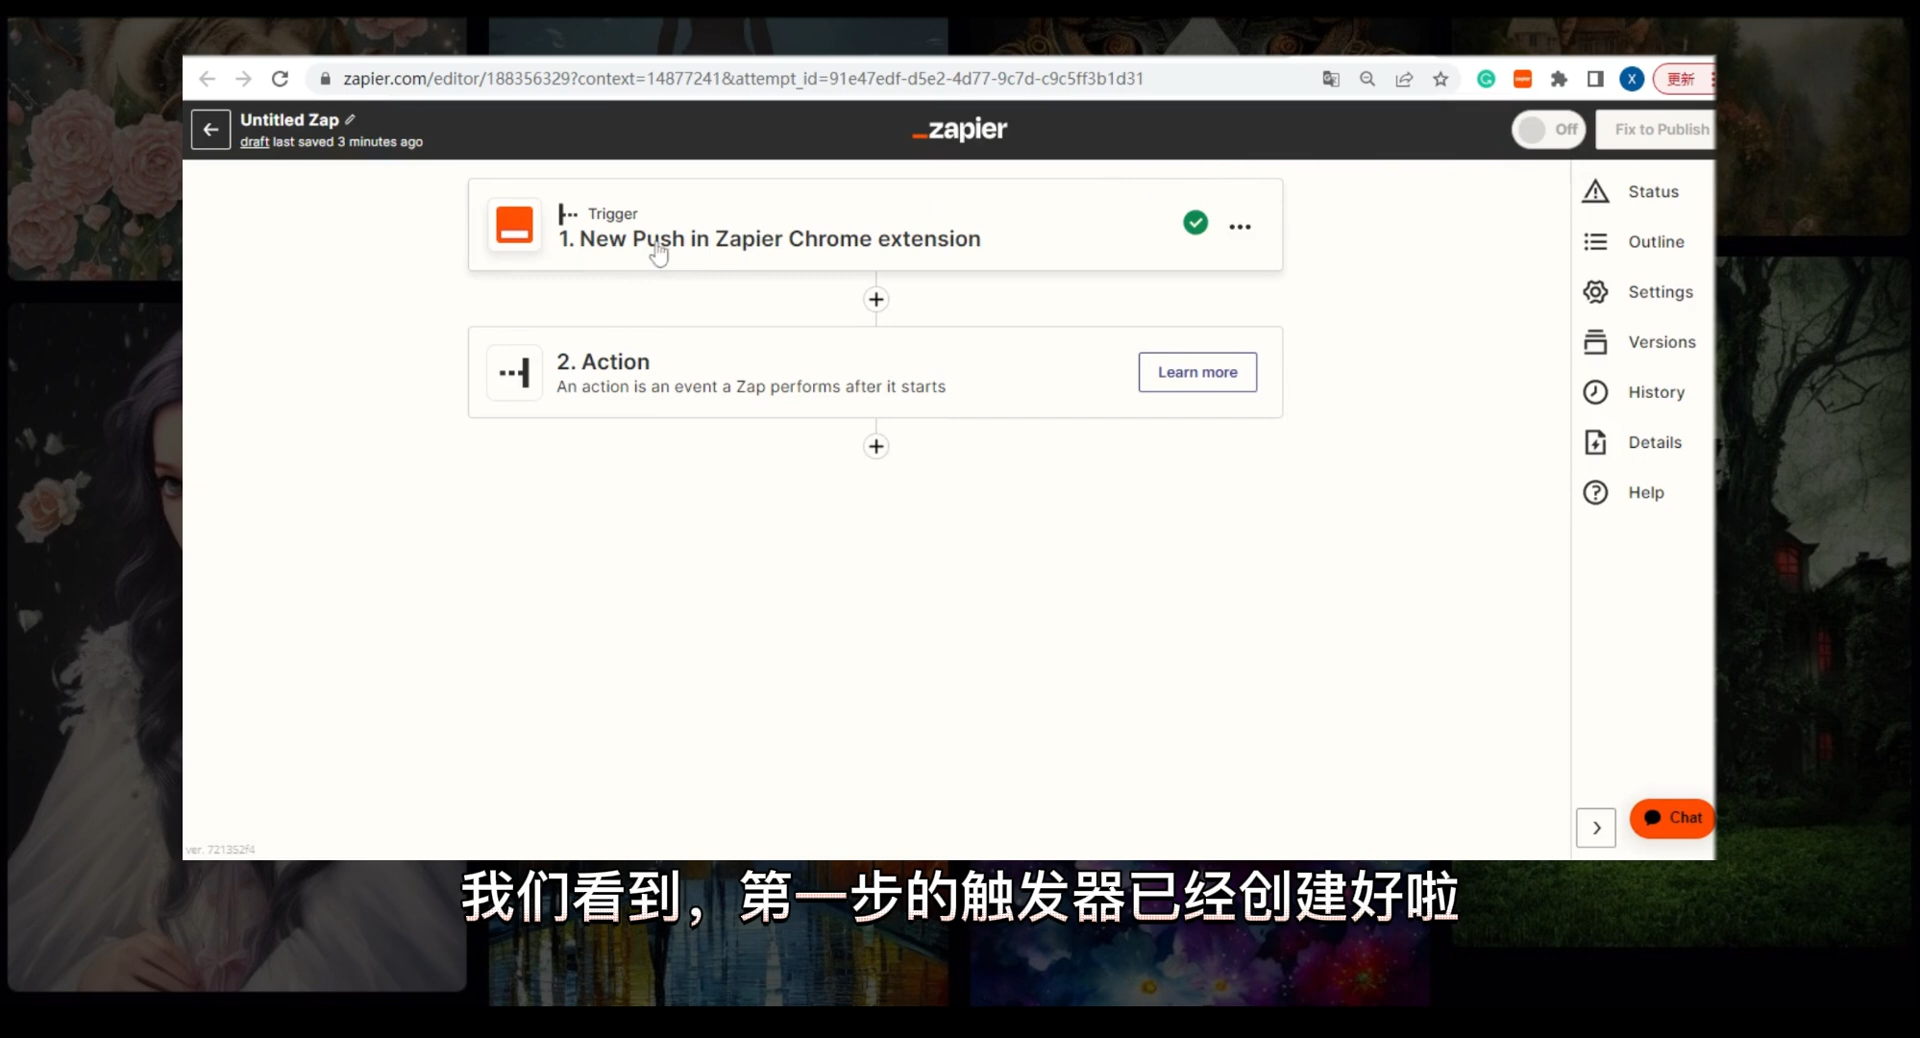 zapier.com/editor/188356329?context=14877241&attempt_id=91e47edf-d5e2-4d77-9c7d-c9c5ff3b1d31
X
更新
Untitled Zap
draft last saved 3 minutes ago
_zapier
Off
Fix to Publish
Trigger
1. New Push in Zapier Chrome extension
2. Action
An action is an event a Zap performs after it starts
Learn more
Status
Outline
Settings
Versions
History
Details
Help
Chat
ver. 721352f4
我们看到，第一步的触发器已经创建好啦